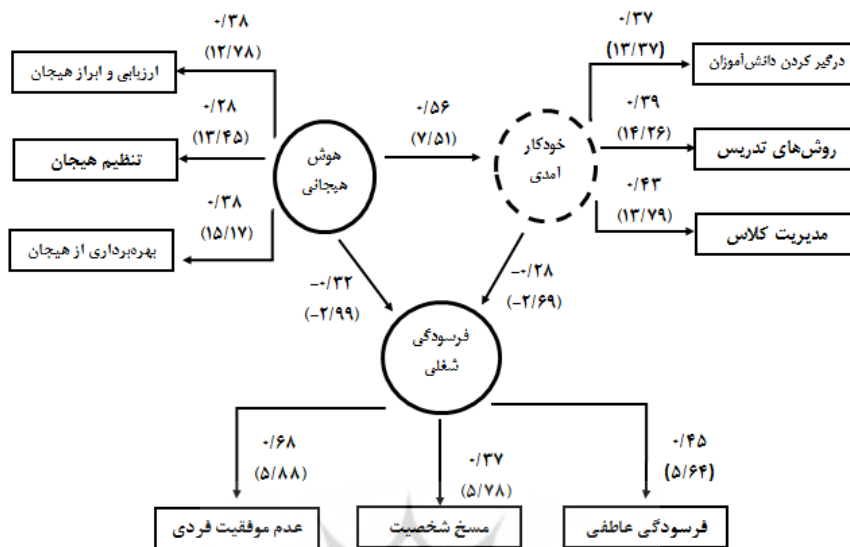 ۰/۳۸
(۱۲/۷۸)
ارزیابی و ابراز هیجان
۰/۲۸
(۱۳/۴۵)
تنظیم هیجان
۰/۳۸
(۱۵/۱۷)
بهره‌برداری از هیجان
هوش
هیجانی
۰/۵۶
(۷/۵۱)
خودکار
آمدی
۰/۳۷
(۱۳/۳۷)
درگیر کردن دانش‌آموزان
۰/۳۹
(۱۴/۲۶)
روش‌های تدریس
۰/۴۳
(۱۳/۷۹)
مدیریت کلاس
−۰/۳۲
(−۲/۹۹)
−۰/۲۸
(−۲/۶۹)
فرسودگی
شغلی
۰/۶۸
(۵/۸۸)
۰/۳۷
(۵/۷۸)
۰/۴۵
(۵/۶۴)
عدم موفقیت فردی
مسخ شخصیت
فرسودگی عاطفی